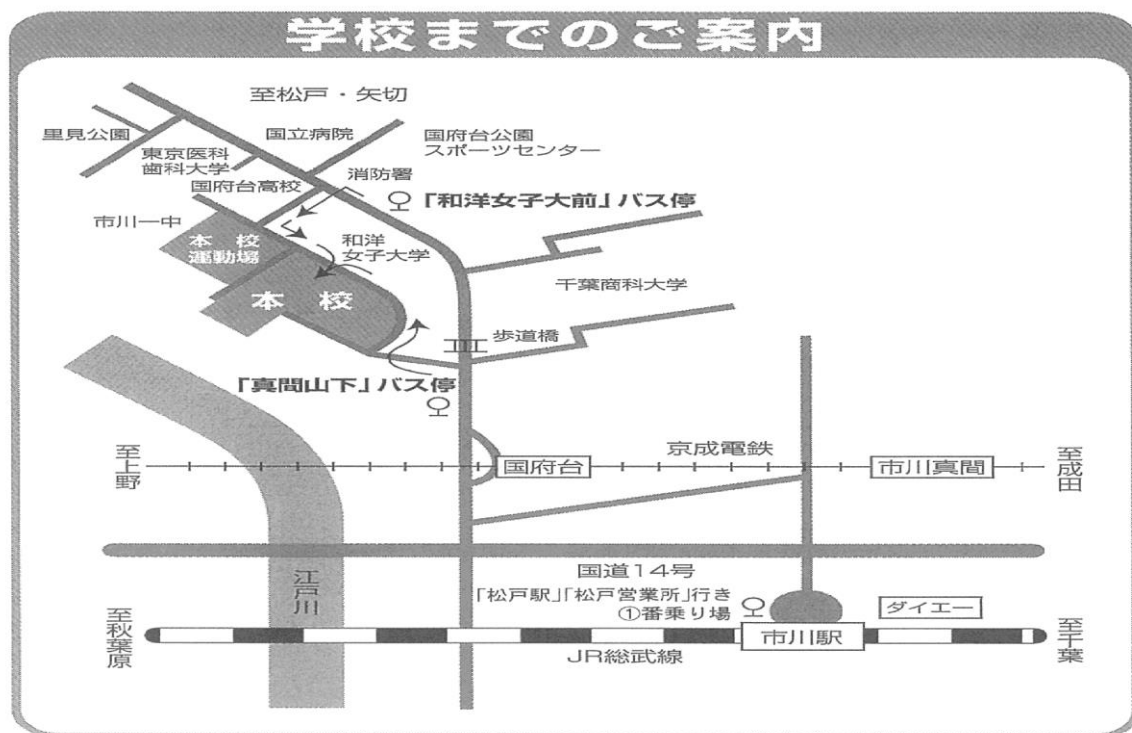 学校までのご案内
至松戸・矢切
里見公園
国立病院
国府台公園
スポーツセンター
東京医科
歯科大学
消防署
国府台高校
「和洋女子大前」バス停
市川一中
本校
運動場
和洋
女子大学
千葉商科大学
本校
歩道橋
「真間山下」バス停
至上野
国府台
京成電鉄
市川真間
至成田
国道14号
江戸川
「松戸駅」「松戸営業所」行き
①番乗り場
ダイエー
至秋葉原
市川駅
至千葉
JR総武線